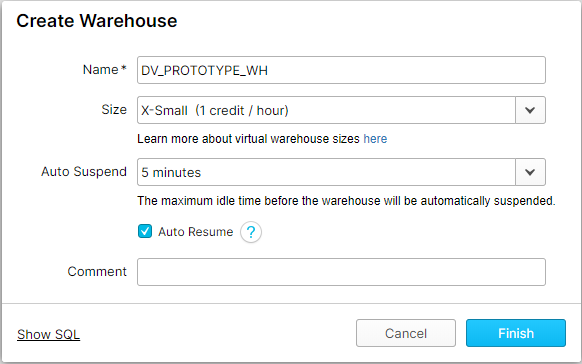 Create Warehouse
Name* DV_PROTOTYPE_WH
Size X-Small (1 credit / hour)
Learn more about virtual warehouse sizes here
Auto Suspend 5 minutes
The maximum idle time before the warehouse will be automatically suspended.
Auto Resume ?
Comment
Show SQL Cancel Finish